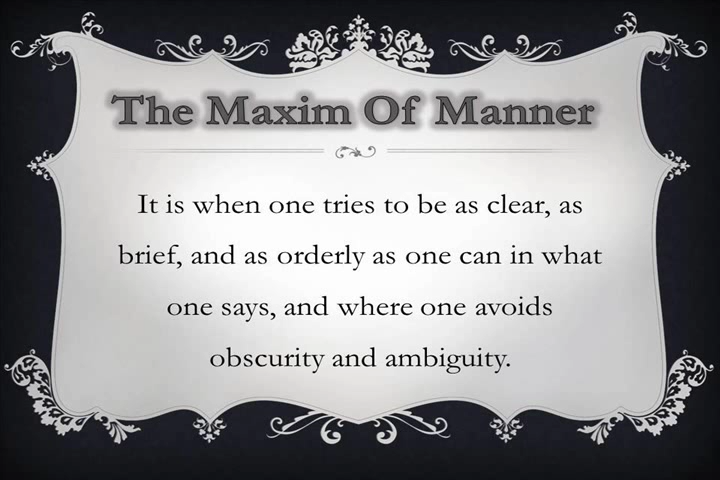 The Maxim Of Manner
It is when one tries to be as clear, as
brief, and as orderly as one can in what
one says, and where one avoids
obscurity and ambiguity.